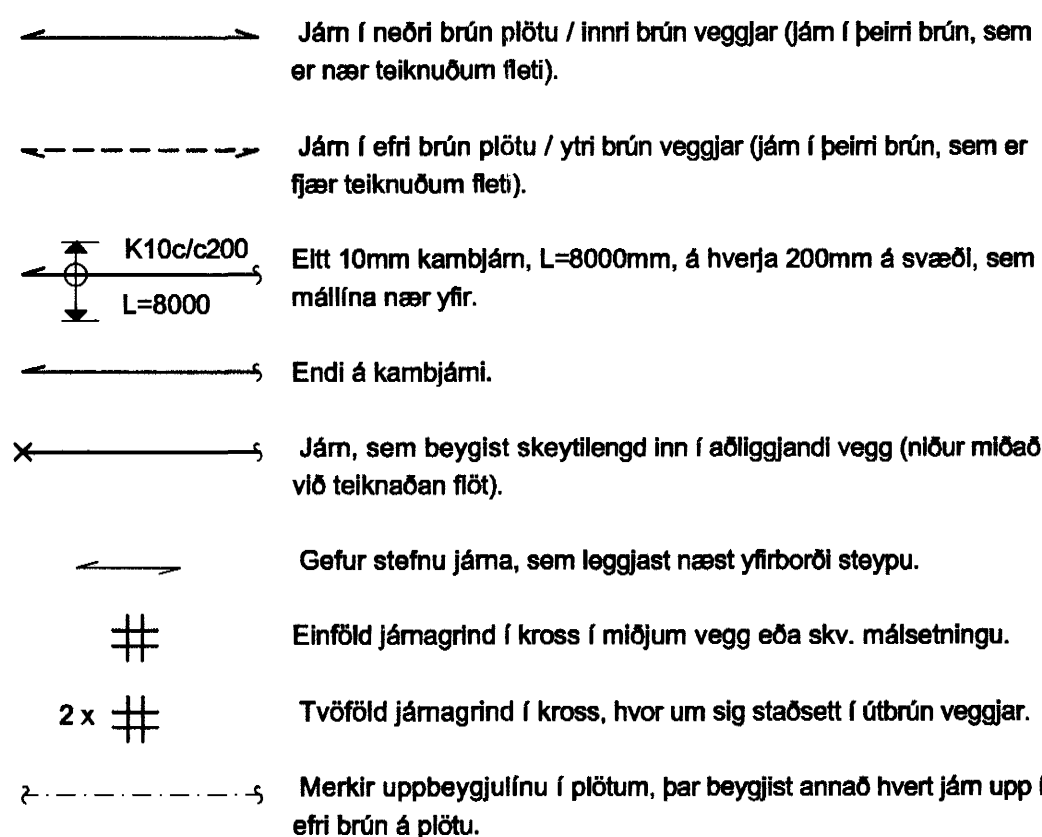 Járn í neðri brún plötu / innri brún veggjar (járn í þeirri brún, sem
er nær teiknuðum fleti).
Járn í efri brún plötu / ytri brún veggjar (járn í þeirri brún, sem er
fjær teiknuðum fleti).
K10c/c200
L=8000
Eitt 10mm kambjárn, L=8000mm, á hverja 200mm á svæði, sem
mállína nær yfir.
Endi á kambjárni.
Járn, sem beygist skeytilengd inn í aðliggjandi vegg (niður miðað
við teiknaðan flöt).
Gefur stefnu járna, sem leggjast næst yfirborði steypu.
Einföld járnagrind í kross í miðjum vegg eða skv. málsetningu.
2 x
Tvöföld járnagrind í kross, hvor um sig staðsett í útbrún veggjar.
Merkir uppbeygjulínu í plötum, þar beygist annað hvert járn upp í
efri brún á plötu.